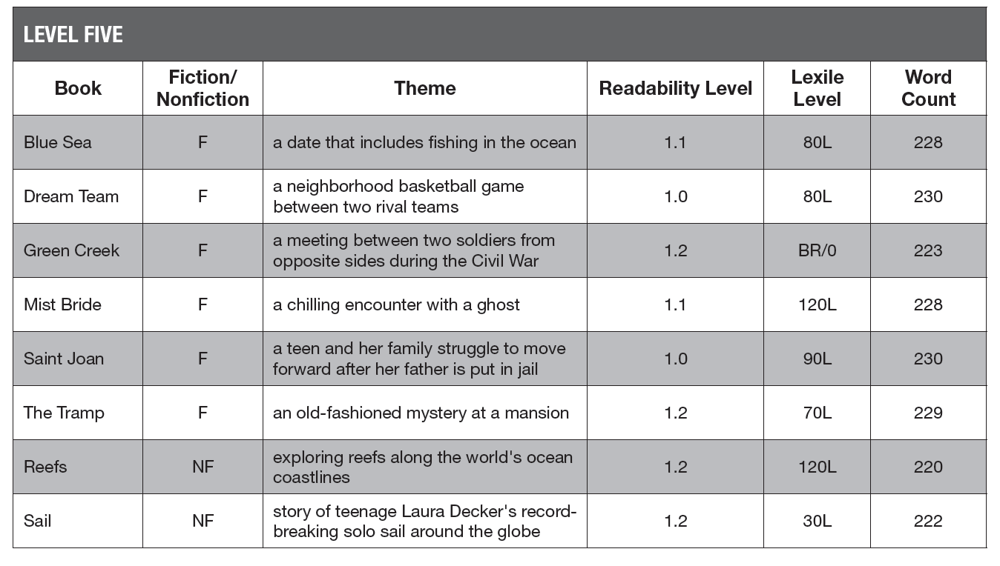 LEVEL FIVE
Book Fiction/ Nonfiction Theme Readability Level Lexile Level Word Count
Blue Sea F a date that includes fishing in the ocean 1.1 80L 228
Dream Team F a neighborhood basketball game
between two rival teams 1.0 80L 230
Green Creek F a meeting between two soldiers from
opposite sides during the Civil War 1.2 BR/0 223
Mist Bride F a chilling encounter with a ghost 1.1 120L 228
Saint Joan F a teen and her family struggle to move
forward after her father is put in jail 1.0 90L 230
The Tramp F an old-fashioned mystery at a mansion 1.2 70L 229
Reefs NF exploring reefs along the world's ocean
coastlines 1.2 120L 220
Sail NF story of teenage Laura Decker's record-
breaking solo sail around the globe 1.2 30L 222